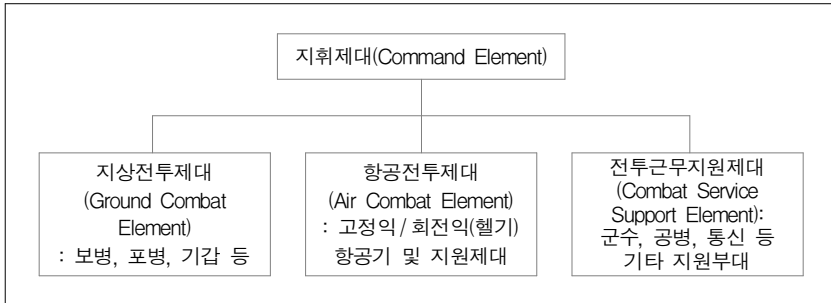 지휘제대(Command Element)
지상전투제대
(Ground Combat
Element)
: 보병, 포병, 기갑 등
항공전투제대
(Air Combat Element)
: 고정익/회전익(헬기)
항공기 및 지원제대
전투근무지원제대
(Combat Service
Support Element):
군수, 공병, 통신 등
기타 지원부대